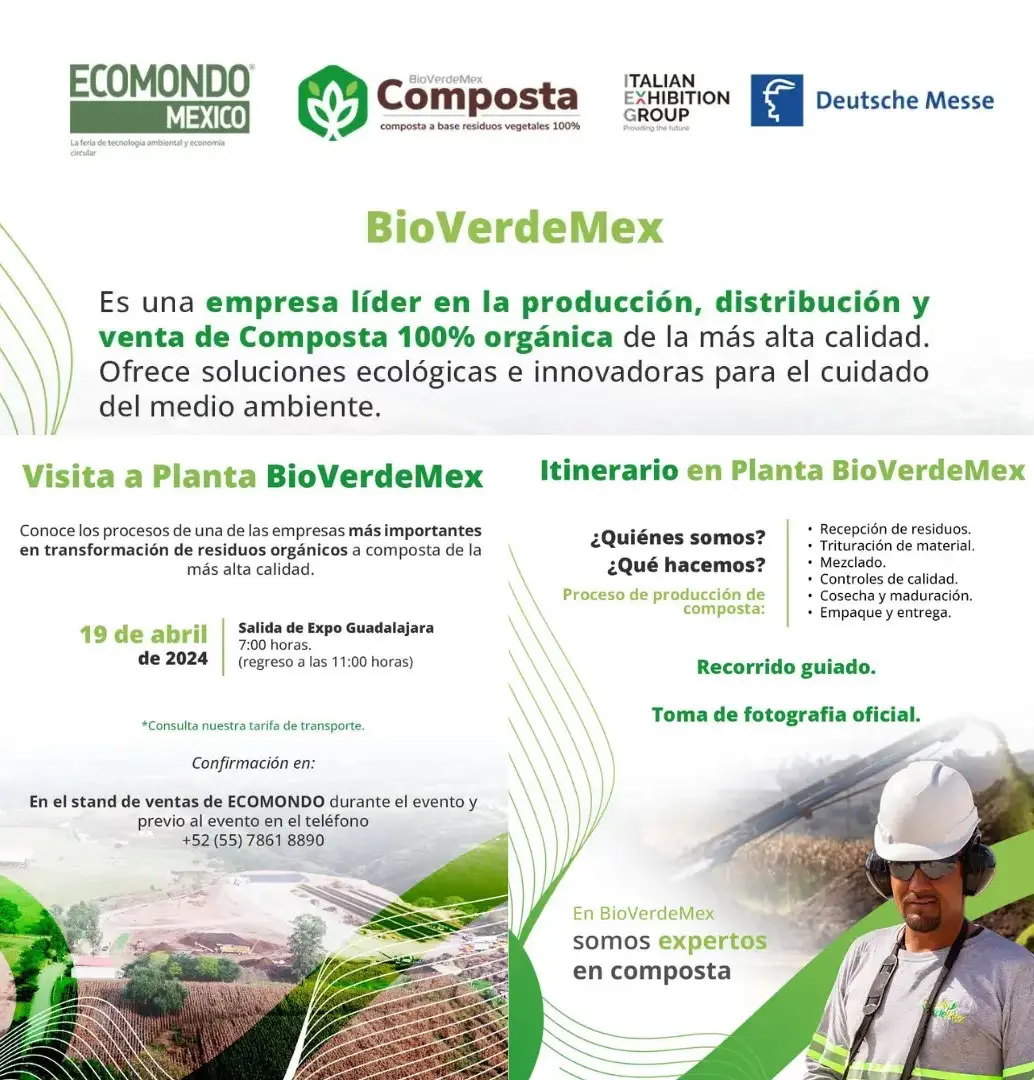 ECOMONDO
MEXICO
La feria de tecnología ambiental y economía
circular
BioVerdeMex
Composta
composta a base residuos vegetales 100%
ITALIAN
EXHIBITION
GROUP
Providing the future
Deutsche Messe
BioVerdeMex
Es una empresa líder en la producción, distribución y
venta de Composta 100% orgánica de la más alta calidad.
Ofrece soluciones ecológicas e innovadoras para el cuidado
del medio ambiente.
Visita a Planta BioVerdeMex
Conoce los procesos de una de las empresas más importantes
en transformación de residuos orgánicos a composta de la
más alta calidad.
19 de abril
de 2024
Salida de Expo Guadalajara
7:00 horas.
(regreso a las 11:00 horas)
*Consulta nuestra tarifa de transporte.
Confirmación en:
En el stand de ventas de ECOMONDO durante el evento y
previo al evento en el teléfono
+52 (55) 7861 8890
Itinerario en Planta BioVerdeMex
¿Quiénes somos?
¿Qué hacemos?
Proceso de producción de
composta:
• Recepción de residuos.
• Trituración de material.
• Mezclado.
• Controles de calidad.
• Cosecha y maduración.
• Empaque y entrega.
Recorrido guiado.
Toma de fotografia oficial.
En BioVerdeMex
somos expertos
en composta